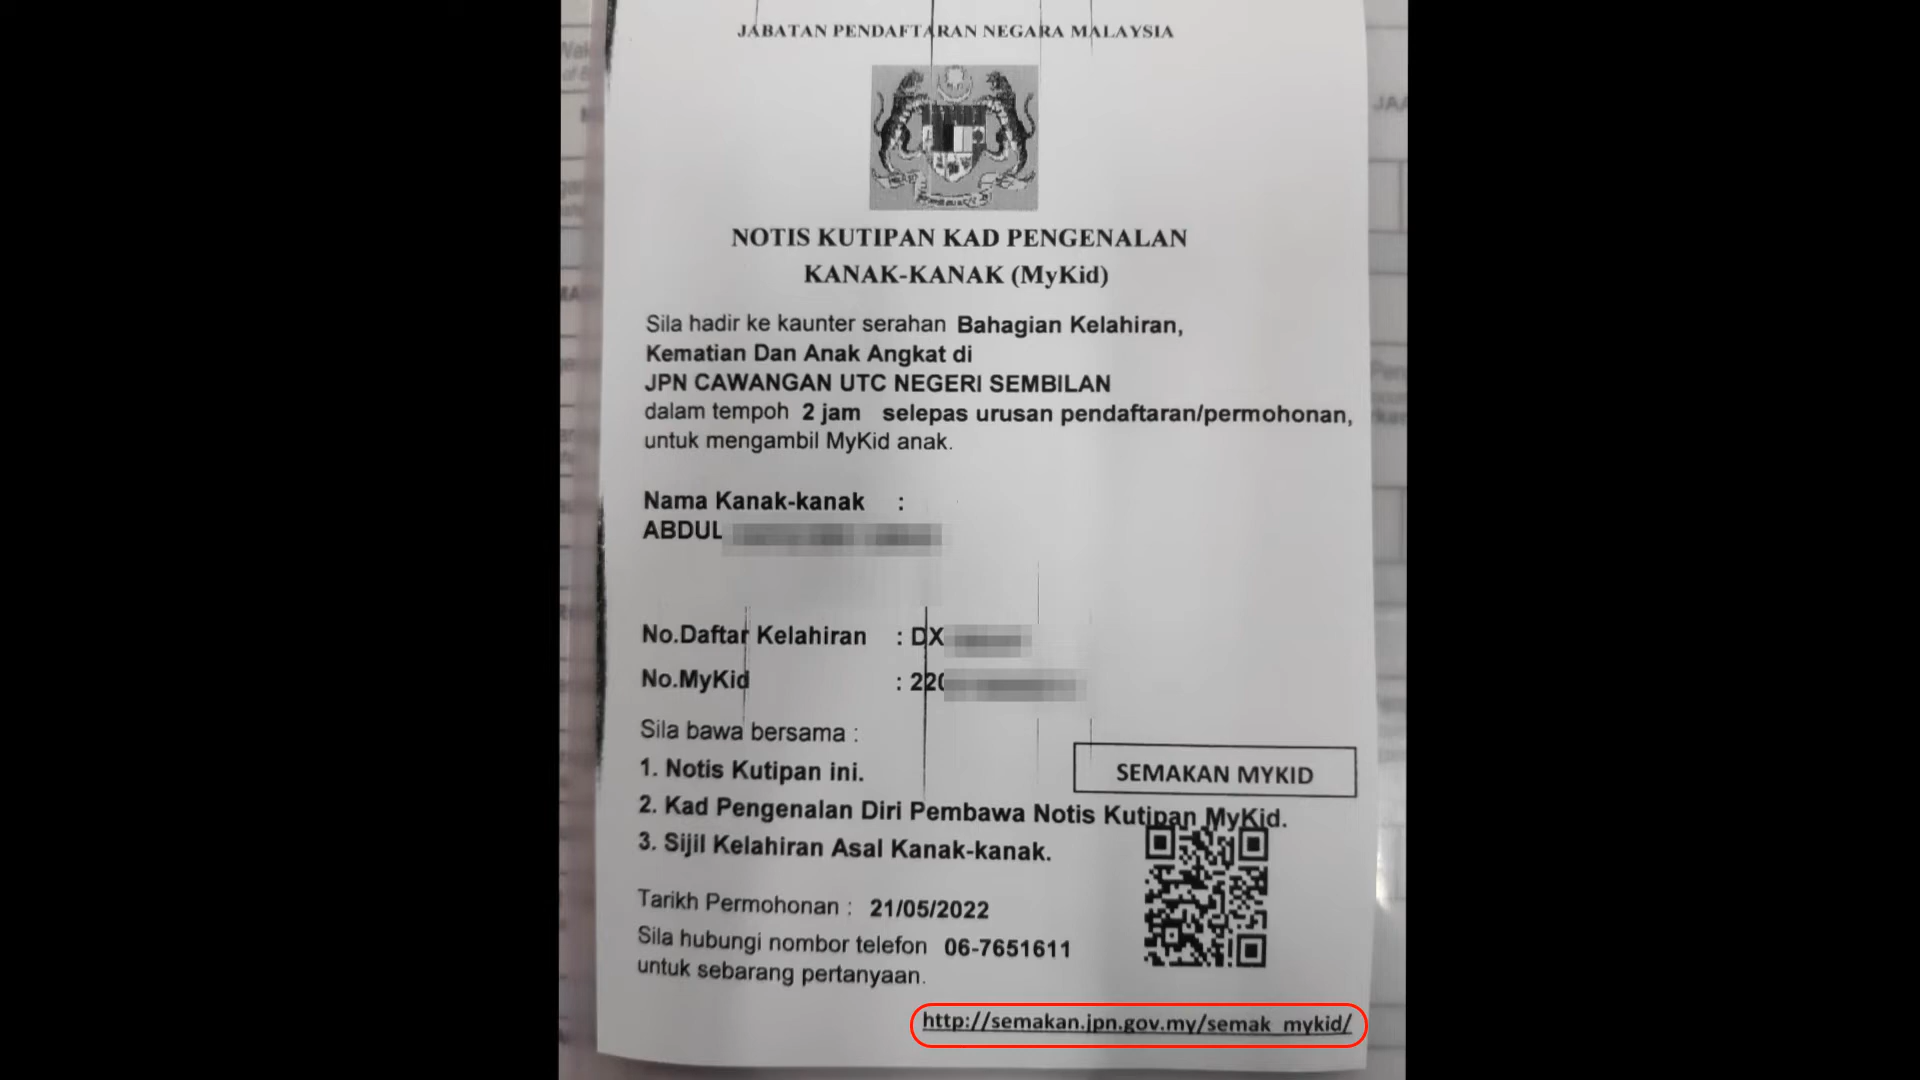 JABATAN PENDAFTARAN NEGARA MALAYSIA
NOTIS KUTIPAN KAD PENGENALAN
KANAK-KANAK (MyKid)
Sila hadir ke kaunter serahan Bahagian Kelahiran,
Kematian Dan Anak Angkat di
JPN CAWANGAN UTC NEGERI SEMBILAN
dalam tempoh 2 jam selepas urusan pendaftaran/permohonan,
untuk mengambil MyKid anak.
Nama Kanak-kanak :
ABDUL
No.Daftar Kelahiran : DX
No.MyKid : 220
Sila bawa bersama :
1. Notis Kutipan ini.
SEMAKAN MYKID
2. Kad Pengenalan Diri Pembawa Notis Kutipan MyKid.
3. Sijil Kelahiran Asal Kanak-kanak.
Tarikh Permohonan : 21/05/2022
Sila hubungi nombor telefon 06-7651611
untuk sebarang pertanyaan.
http://semakan.jpn.gov.my/semak_mykid/